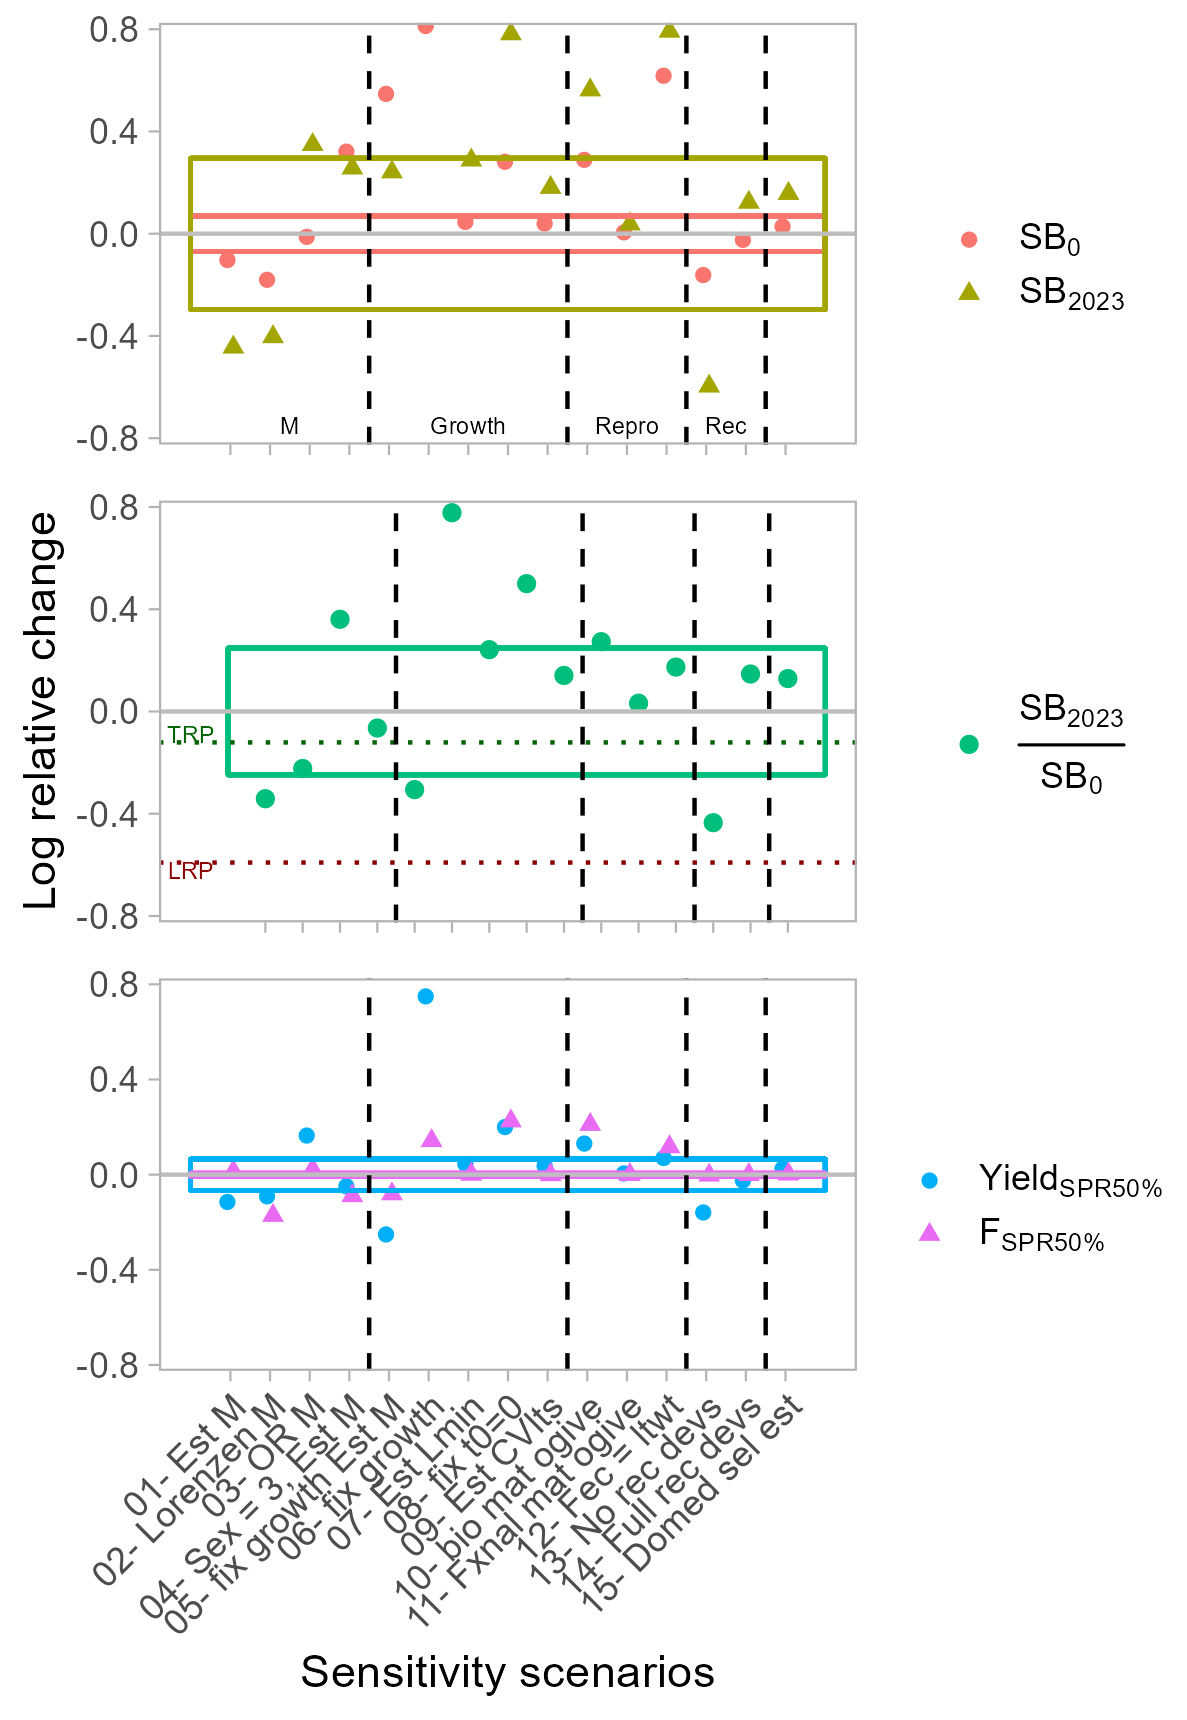 0.8
0.4
0.0
-0.4
-0.8
M
Growth
Repro
Rec
SB0
SB2023
Log relative change
0.8
0.4
0.0
-0.4
-0.8
TRP
LRP
SB2023
SB0
0.8
0.4
0.0
-0.4
-0.8
YieldSPR50%
FSPR50%
01- Est M
02- Lorenzen M
03- OR M
04- Sex = 3, Est M
05- fix growth Est M
06- fix growth
07- Est Lmin
08- fix t0=0
09- Est CVlts
10- bio mat ogive
11- Fxnal mat ogive
12- Fec = ltwt
13- No rec devs
14- Full rec devs
15- Domed sel est
Sensitivity scenarios